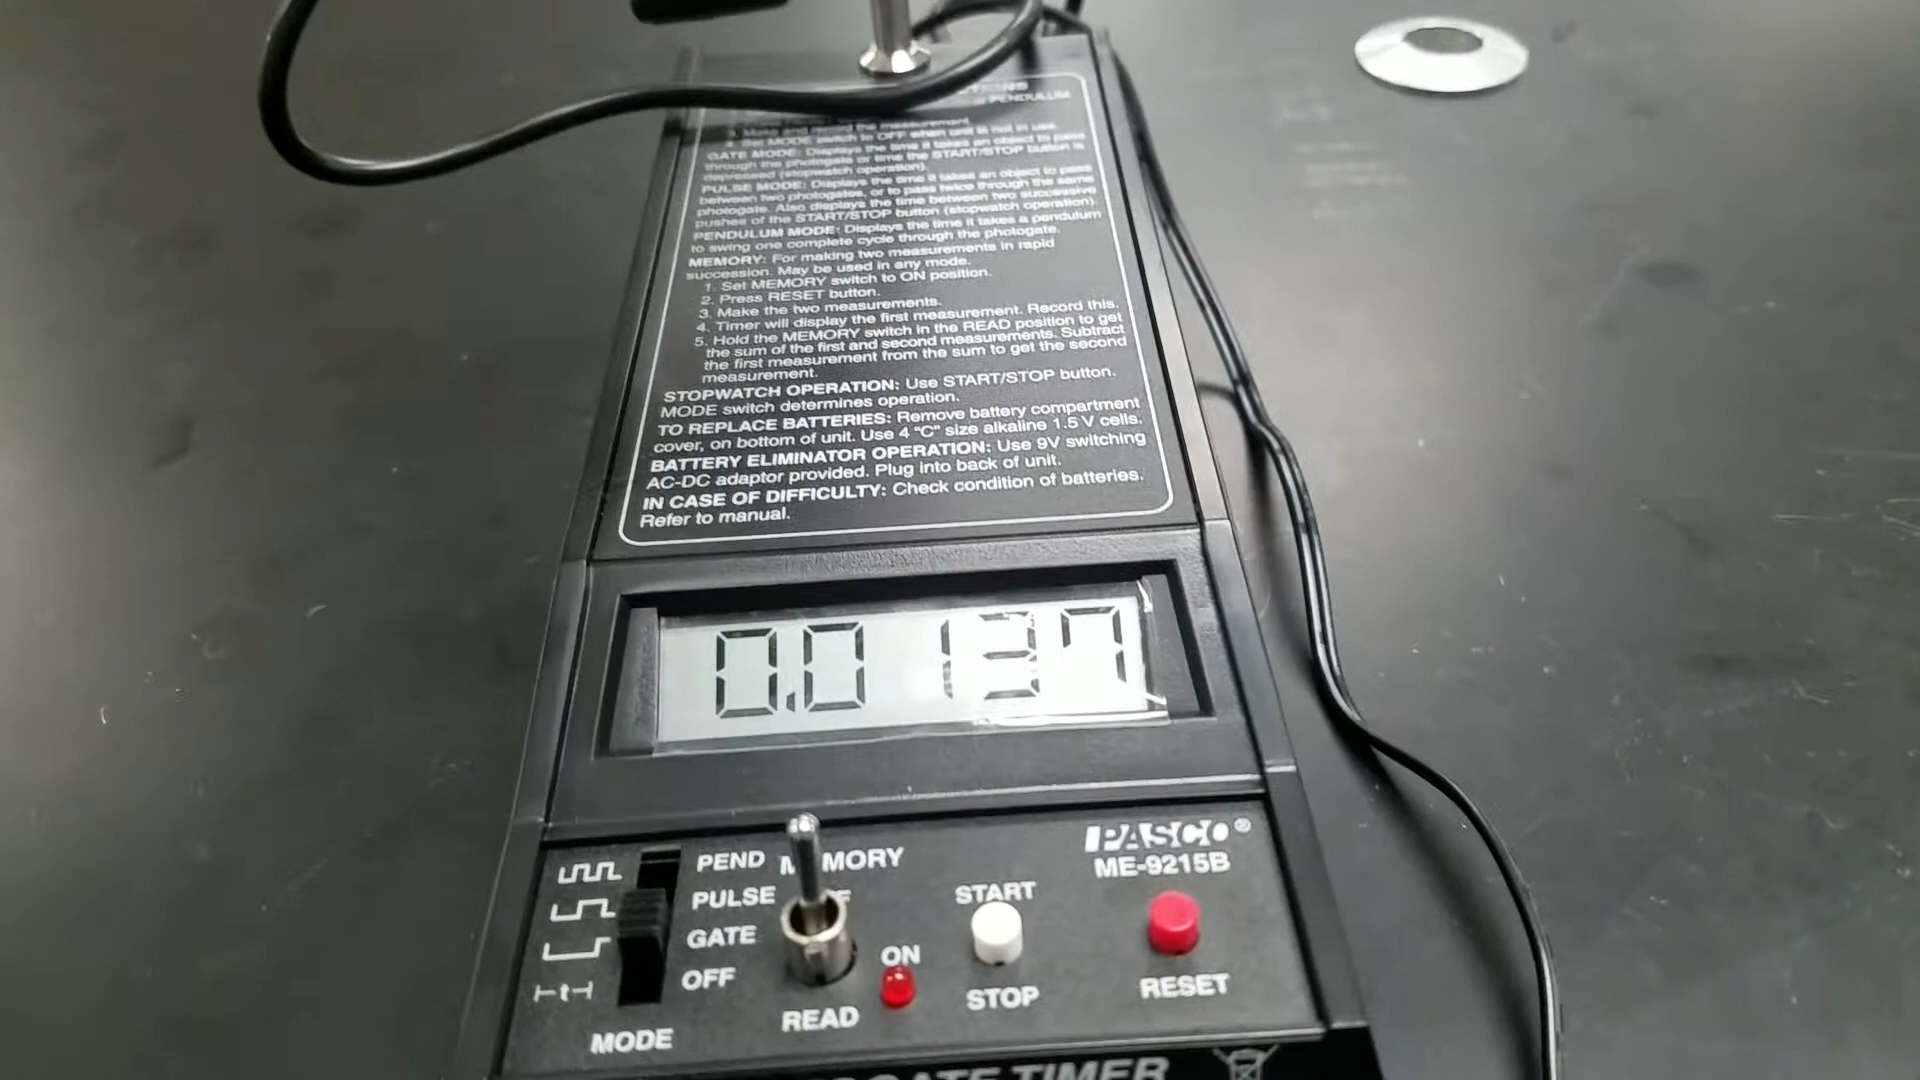 PENDULUM
3. Make and record the measurement.
4. Set MODE switch to OFF when unit is not in use.
GATE MODE: Displays the time it takes an object to pass
through the photogate or time the START/STOP button is
depressed (stopwatch operation).
PULSE MODE: Displays the time it takes an object to pass
between two photogates, or to pass twice through the same
photogate. Also displays the time between two successive
pushes of the START/STOP button (stopwatch operation).
PENDULUM MODE: Displays the time it takes a pendulum
to swing one complete cycle through the photogate.
MEMORY: For making two measurements in rapid
succession. May be used in any mode.
1. Set MEMORY switch to ON position.
2. Press RESET button.
3. Make the two measurements.
4. Timer will display the first measurement. Record this.
5. Hold the MEMORY switch in the READ position to get
the sum of the first and second measurements. Subtract
the first measurement from the sum to get the second
measurement.
STOPWATCH OPERATION: Use START/STOP button.
MODE switch determines operation.
TO REPLACE BATTERIES: Remove battery compartment
cover, on bottom of unit. Use 4 "C" size alkaline 1.5 V cells.
BATTERY ELIMINATOR OPERATION: Use 9V switching
AC-DC adaptor provided. Plug into back of unit.
IN CASE OF DIFFICULTY: Check condition of batteries.
Refer to manual.
0.0137
PASCO®
ME-9215B
PEND
PULSE
GATE
OFF
t
MODE
MEMORY
ON
READ
START
STOP
RESET
TIMER